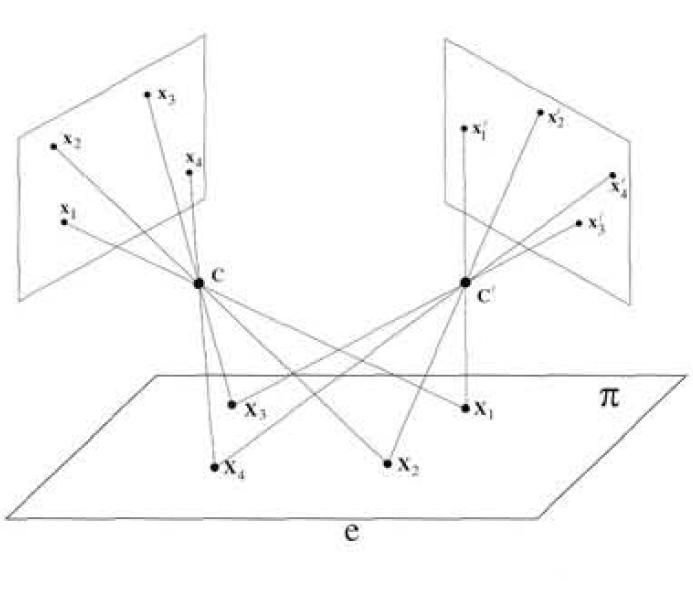 x₃
x₂
x₄
x₁
x′₁
x′₂
x′₄
x′₃
C
C′
π
X₃
X₁
X₄
X₂
e